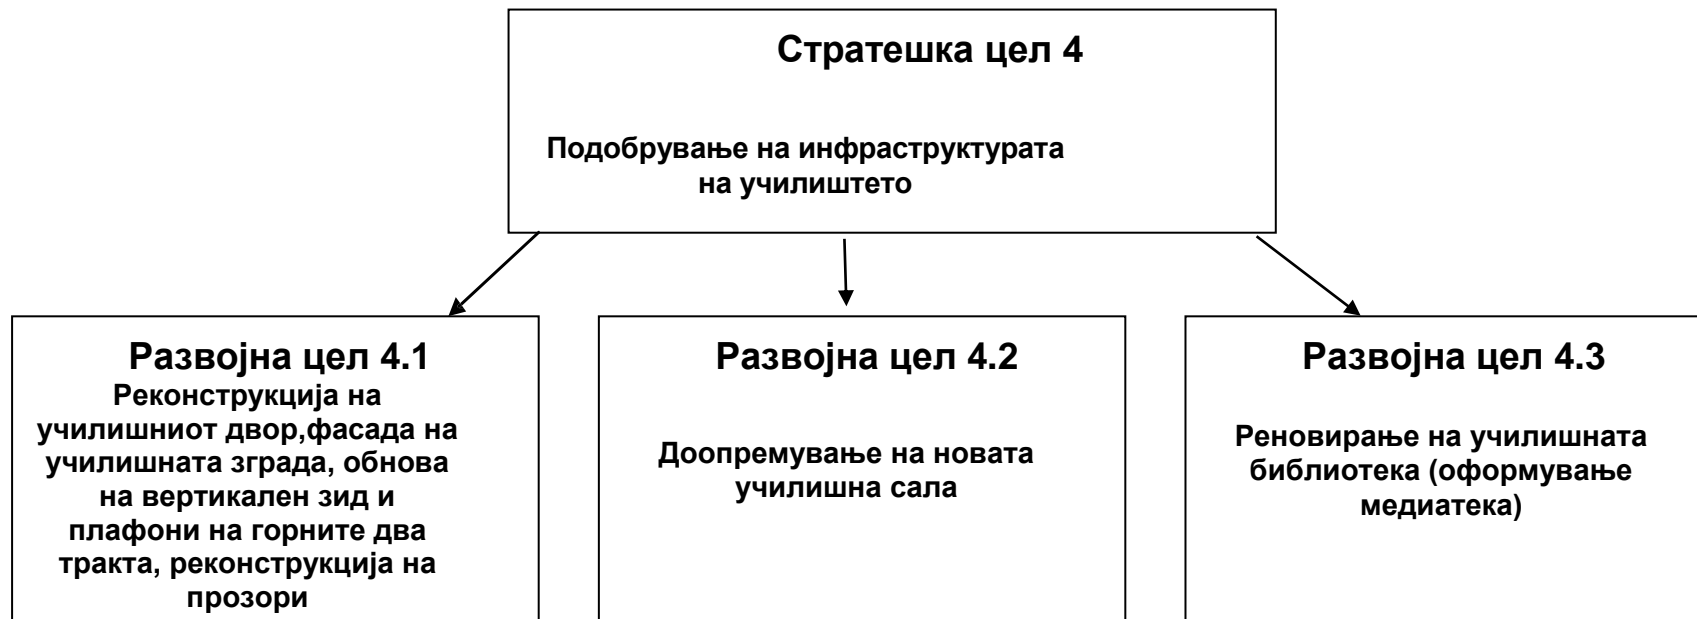 Стратешка цел 4
Подобрување на инфраструктурата
на училиштето
Развојна цел 4.1
Реконструкција на
училишниот двор,фасада на
училишната зграда, обнова
на вертикален зид и
плафони на горните два
тракта, реконструкција на
прозори
Развојна цел 4.2
Доопремување на новата
училишна сала
Развојна цел 4.3
Реновирање на училишната
библиотека (оформување
медиатека)